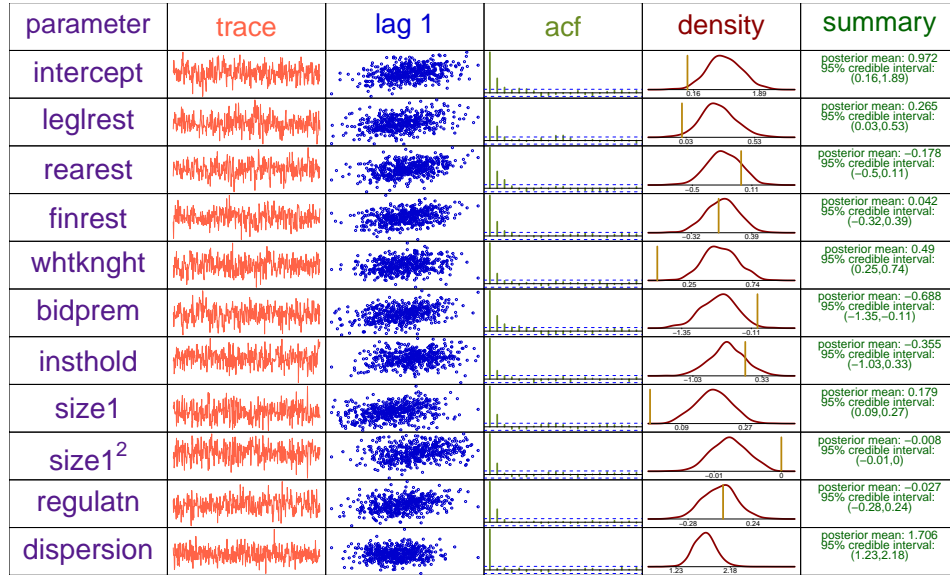 parameter trace lag 1 acf density summary
intercept
0.16 1.89
posterior mean: 0.972
95% credible interval:
(0.16,1.89)
leglrest
0.03 0.53
posterior mean: 0.265
95% credible interval:
(0.03,0.53)
rearest
−0.5 0.11
posterior mean: −0.178
95% credible interval:
(−0.5,0.11)
finrest
−0.32 0.39
posterior mean: 0.042
95% credible interval:
(−0.32,0.39)
whtknght
0.25 0.74
posterior mean: 0.49
95% credible interval:
(0.25,0.74)
bidprem
−1.35 −0.11
posterior mean: −0.688
95% credible interval:
(−1.35,−0.11)
insthold
−1.03 0.33
posterior mean: −0.355
95% credible interval:
(−1.03,0.33)
size1
0.09 0.27
posterior mean: 0.179
95% credible interval:
(0.09,0.27)
size1²
−0.01 0
posterior mean: −0.008
95% credible interval:
(−0.01,0)
regulatn
−0.28 0.24
posterior mean: −0.027
95% credible interval:
(−0.28,0.24)
dispersion
1.23 2.18
posterior mean: 1.706
95% credible interval:
(1.23,2.18)